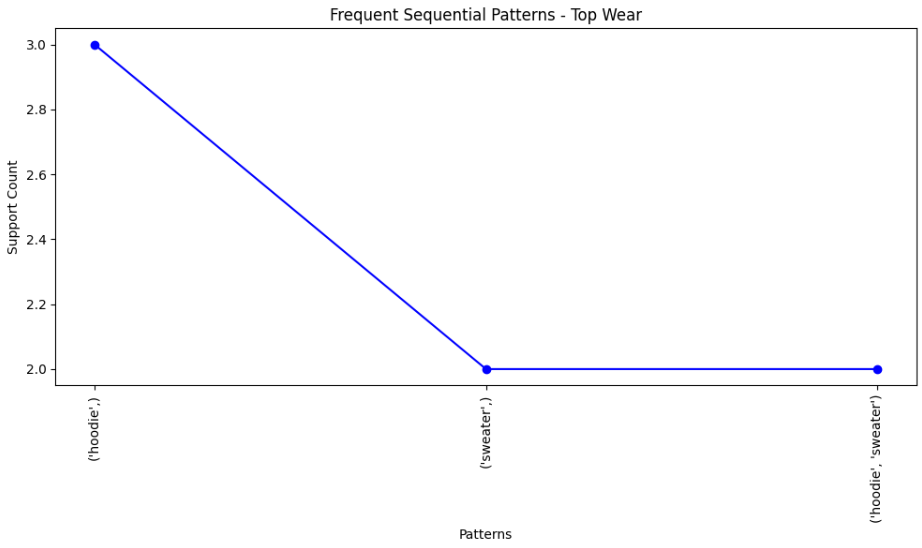 Frequent Sequential Patterns - Top Wear
Support Count
3.0
2.8
2.6
2.4
2.2
2.0
('hoodie',)
('sweater',)
('hoodie', 'sweater')
Patterns